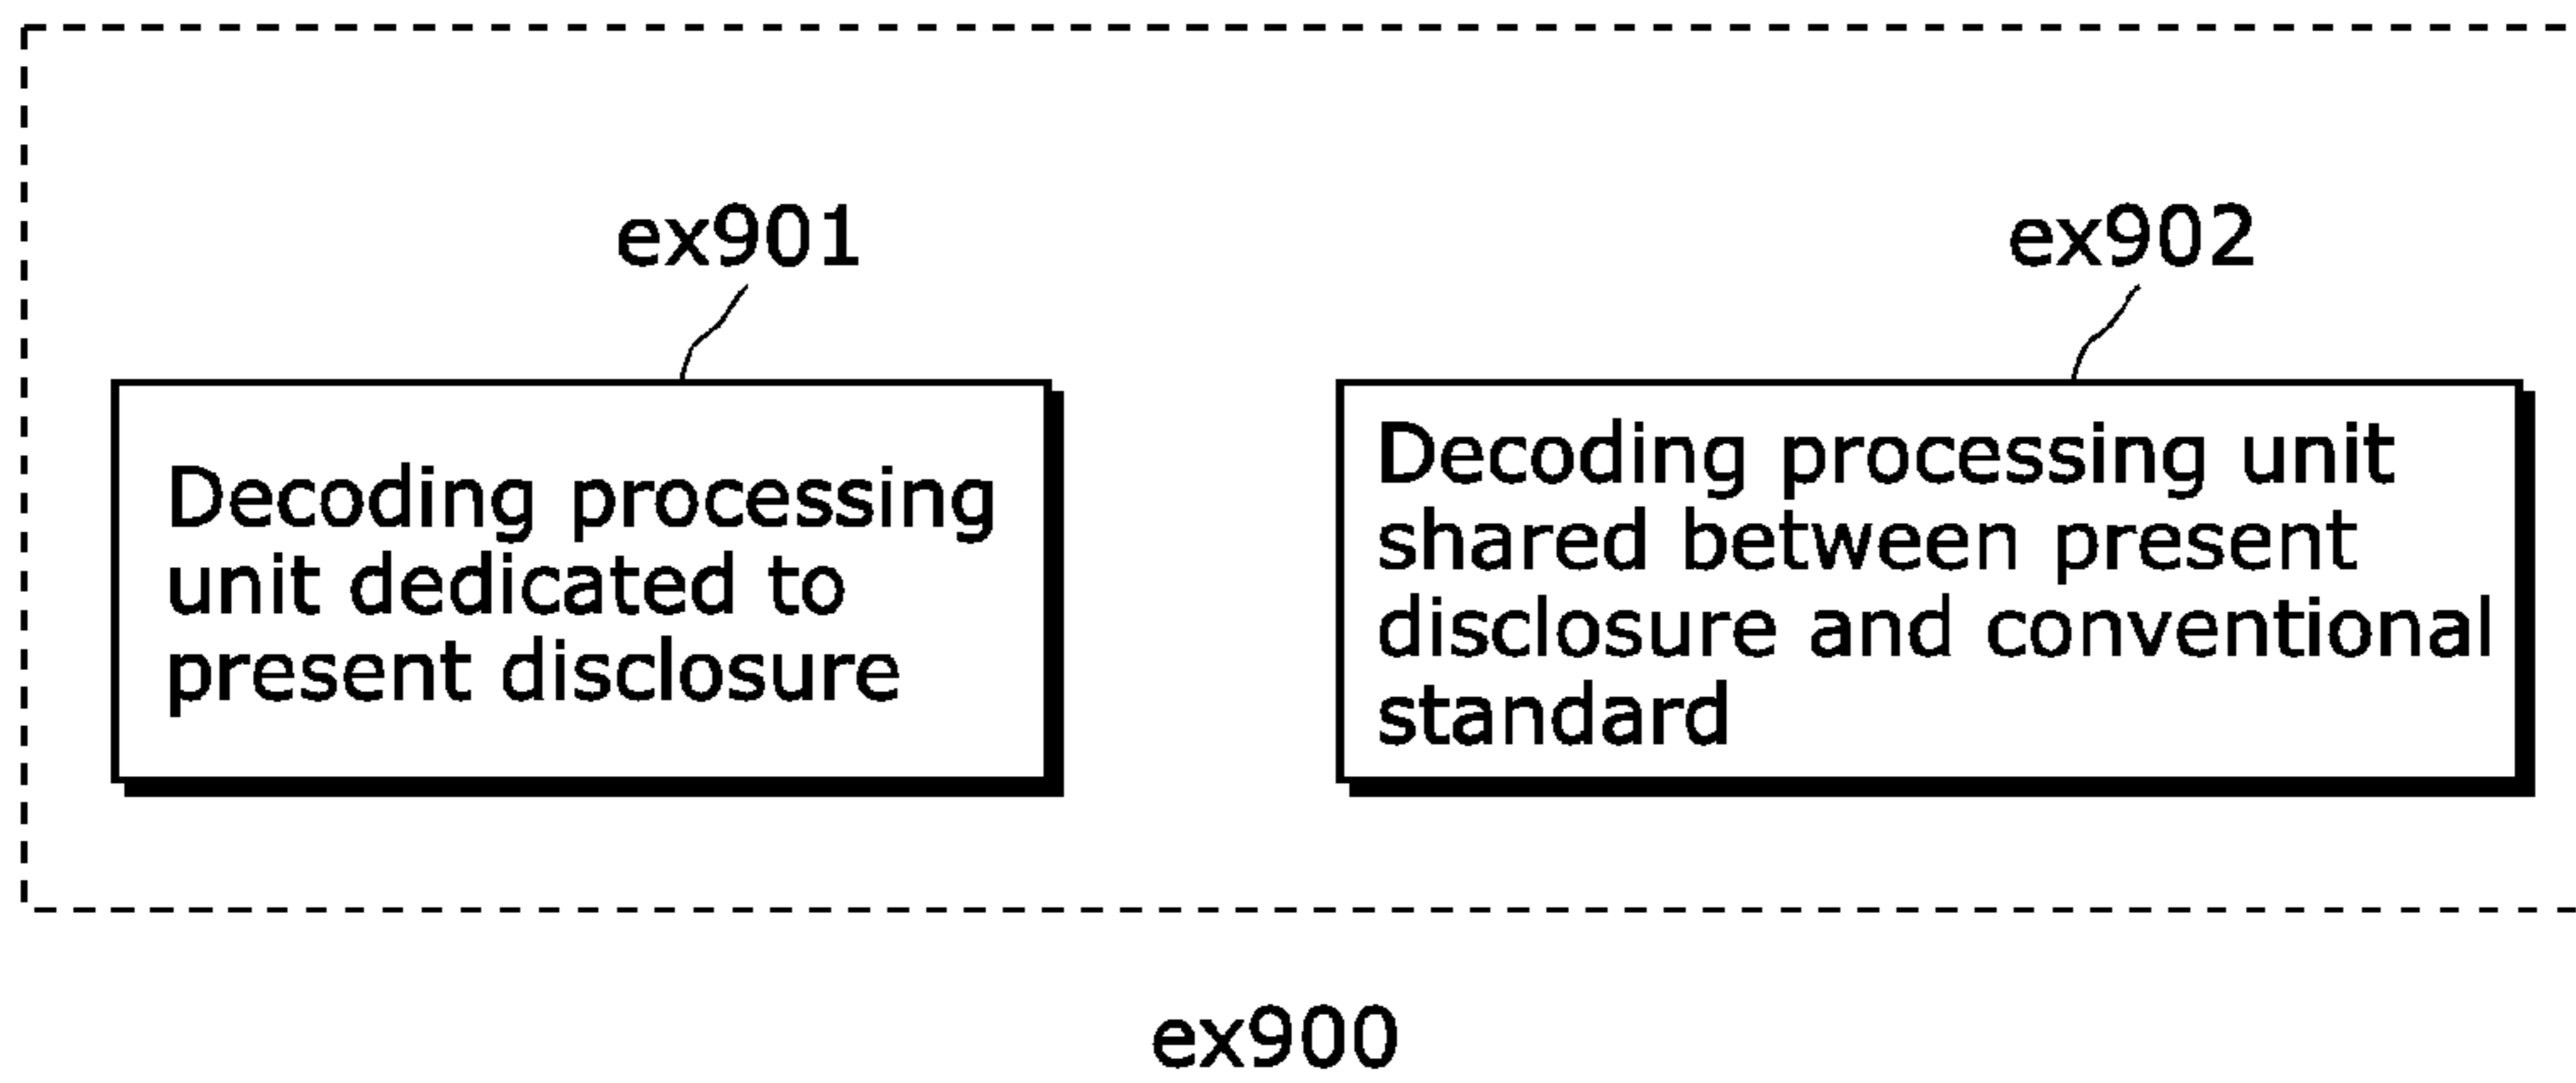 ex901
Decoding processing
unit dedicated to
present disclosure
ex902
Decoding processing unit
shared between present
disclosure and conventional
standard
ex900